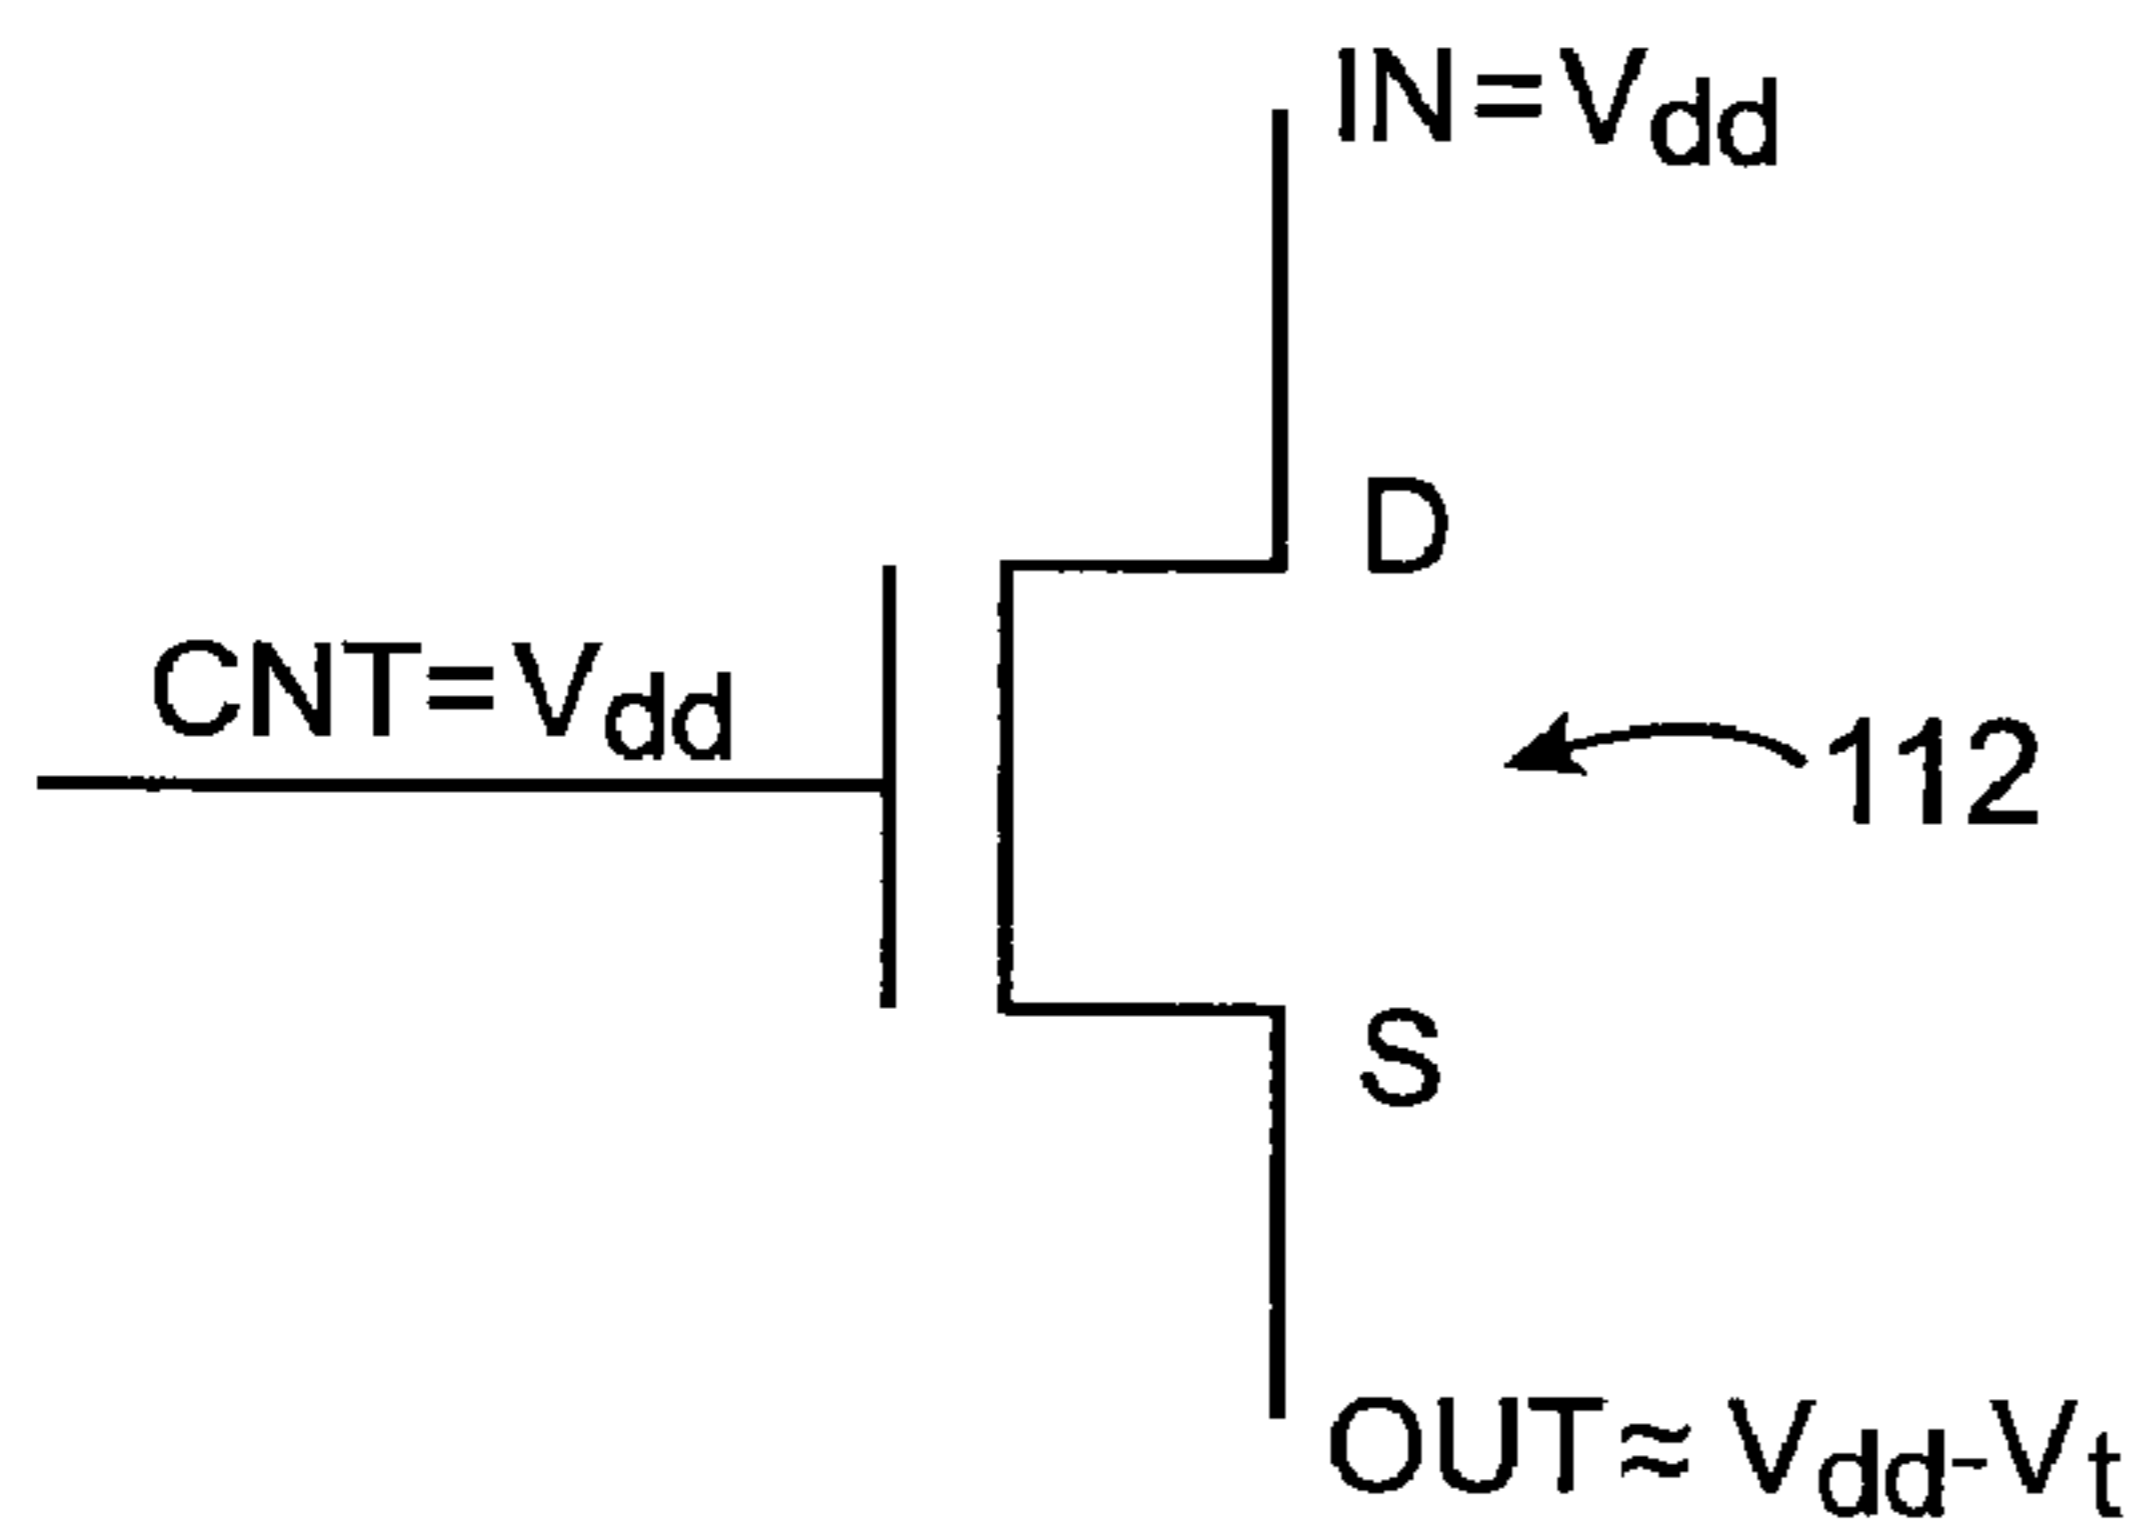 IN=Vdd
D
CNT=Vdd
112
S
OUT≈ Vdd-Vt